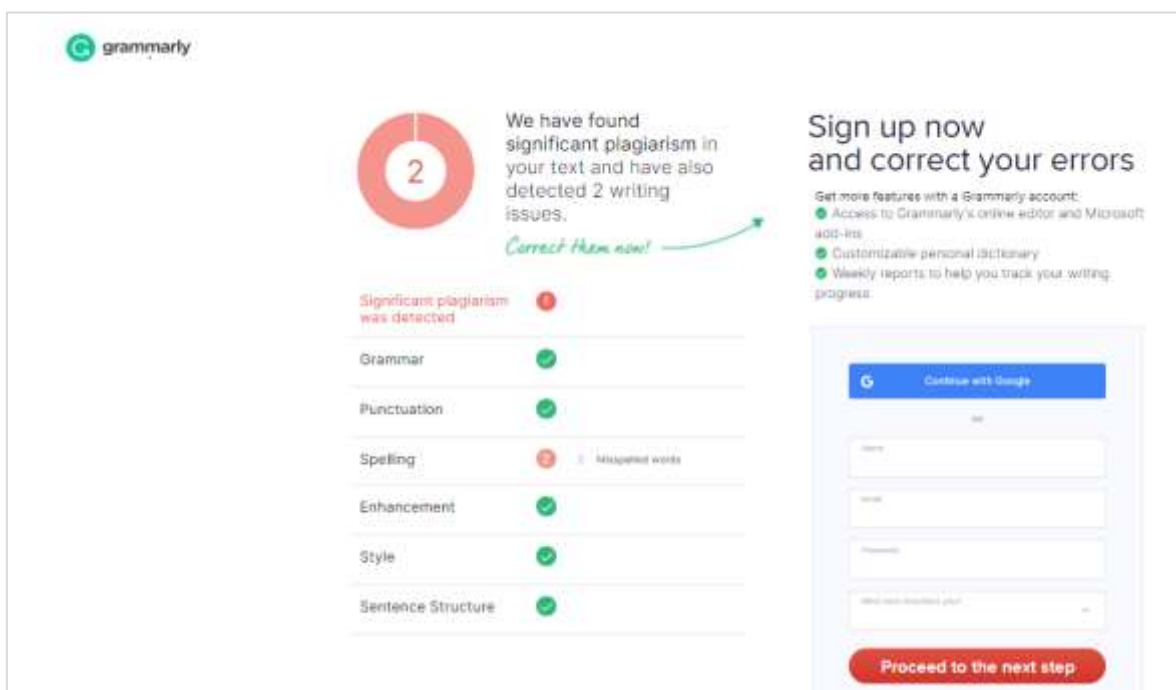 grammarly
2
We have found
significant plagiarism in
your text and have also
detected 2 writing
issues.
Correct them now!
Significant plagiarism
was detected
Grammar
Punctuation
Spelling
2
Misspelled words
Enhancement
Style
Sentence Structure
Sign up now
and correct your errors
Get more features with a Grammarly account:
Access to Grammarly's online editor and Microsoft
add-ins
Customizable personal dictionary
Weekly reports to help you track your writing
progress
G
Continue with Google
or
Name
Email
Password
Proceed to the next step